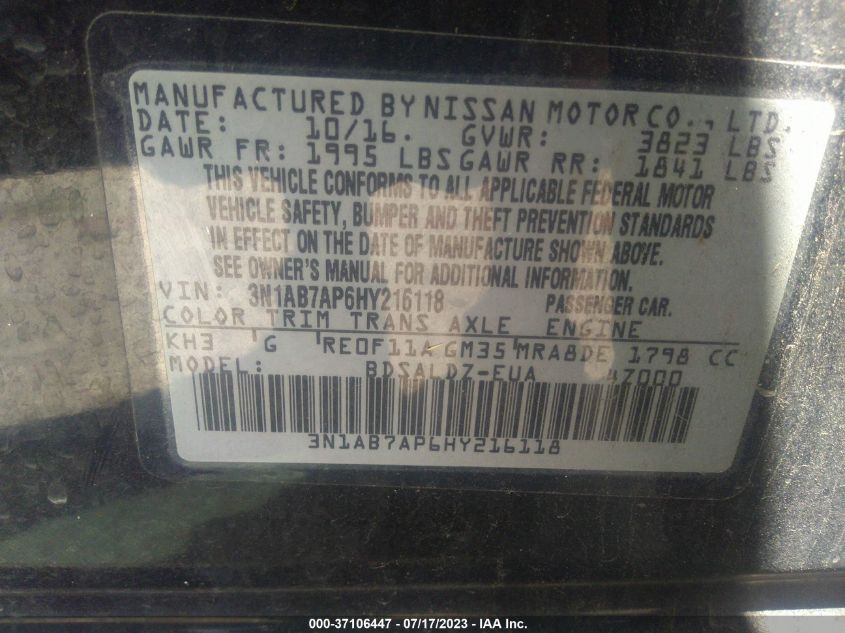 MANUFACTURED BY NISSAN MOTOR CO., LTD.
DATE: 10/16. GVWR: 3823 LBS
GAWR FR: 1995 LBS GAWR RR: 1841 LBS
THIS VEHICLE CONFORMS TO ALL APPLICABLE FEDERAL MOTOR
VEHICLE SAFETY, BUMPER AND THEFT PREVENTION STANDARDS
IN EFFECT ON THE DATE OF MANUFACTURE SHOWN ABOVE.
SEE OWNER'S MANUAL FOR ADDITIONAL INFORMATION.
VIN: 3N1AB7AP6HY216118 PASSENGER CAR.
COLOR TRIM TRANS AXLE ENGINE
KH3 G RE0F11A GM35 MRA8DE 1798 CC
MODEL: BDSALDZ-EUA 4Z000
3N1AB7AP6HY216118
000-37106447 - 07/17/2023 - IAA Inc.